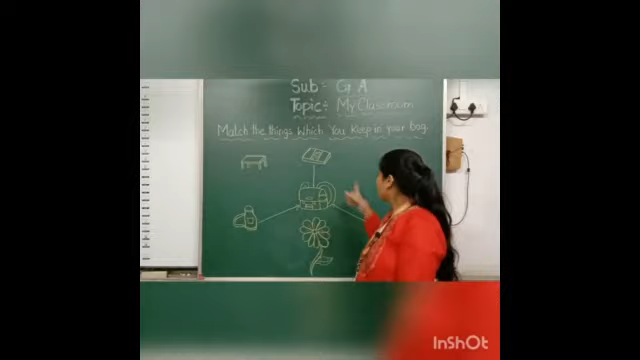 Sub:- G A
Topic:- My Classroom
Match the things which You Keep in your bag.
InShOt